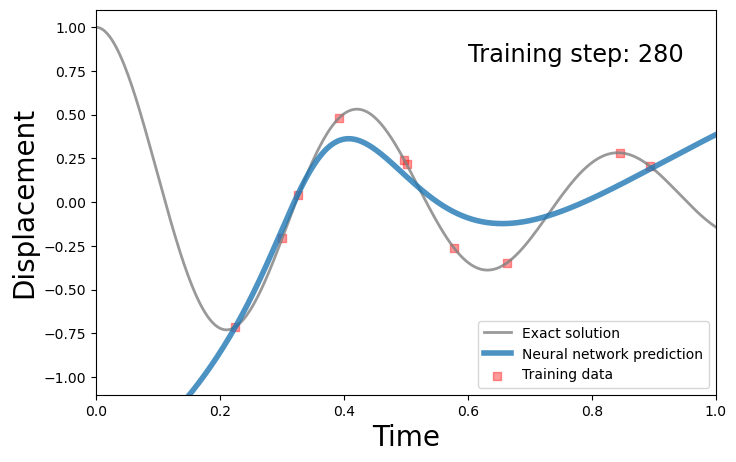 Training step: 280
1.00
0.75
0.50
0.25
0.00
−0.25
−0.50
−0.75
−1.00
Displacement
Exact solution
Neural network prediction
Training data
0.0 0.2 0.4 0.6 0.8 1.0
Time